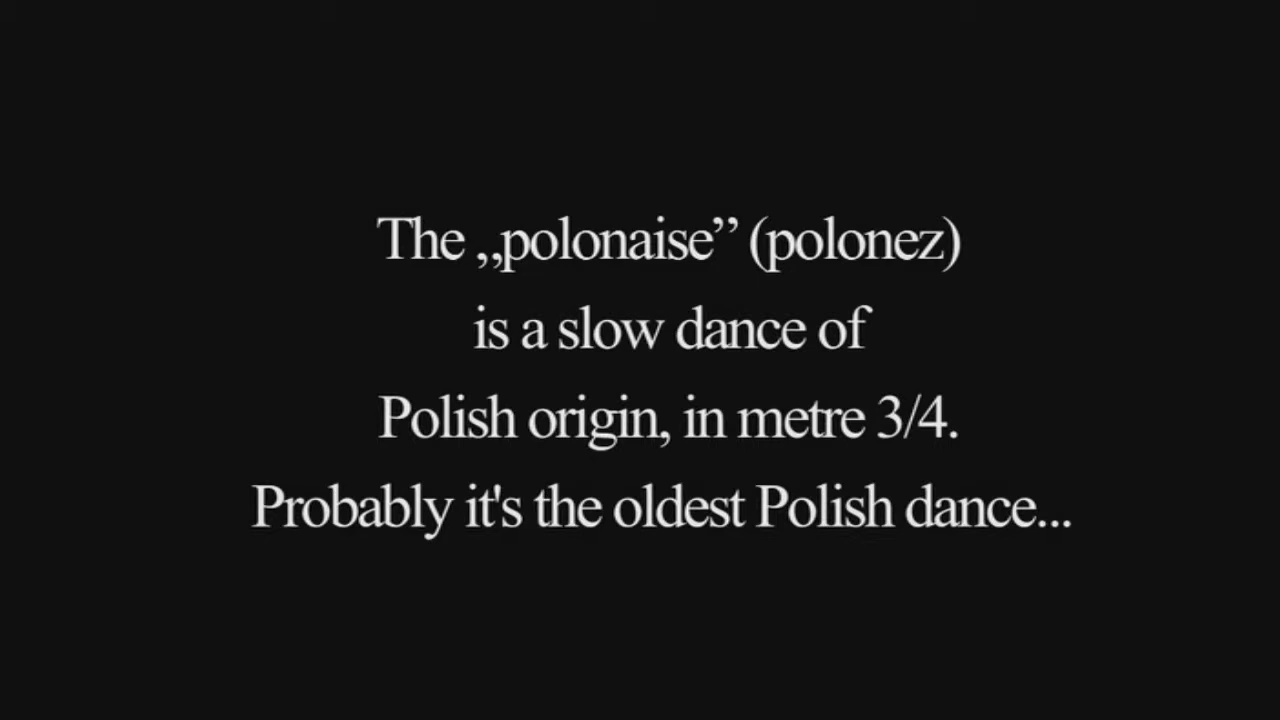 The „polonaise” (polonez)
is a slow dance of
Polish origin, in metre 3/4.
Probably it's the oldest Polish dance...